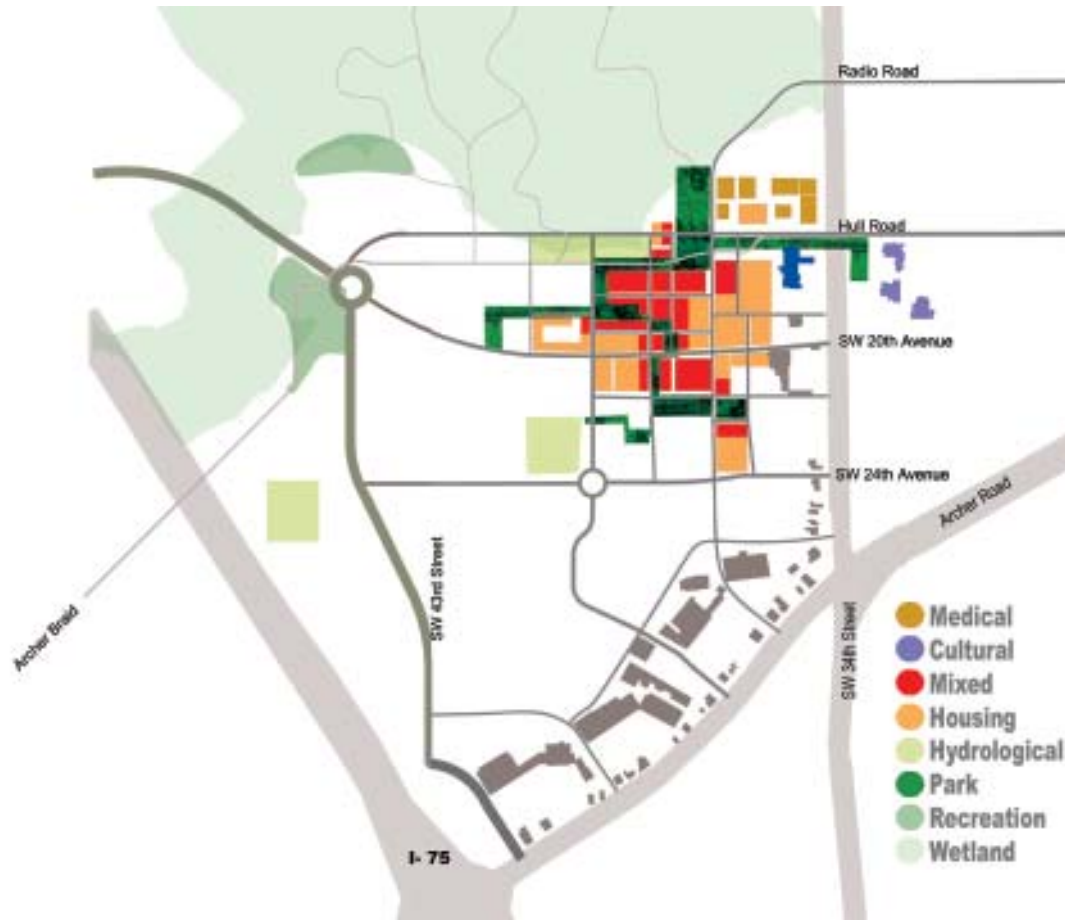 Radio Road
Hull Road
SW 20th Avenue
SW 24th Avenue
Archer Road
SW 43rd Street
Archer Braid
SW 34th Street
I- 75
Medical
Cultural
Mixed
Housing
Hydrological
Park
Recreation
Wetland